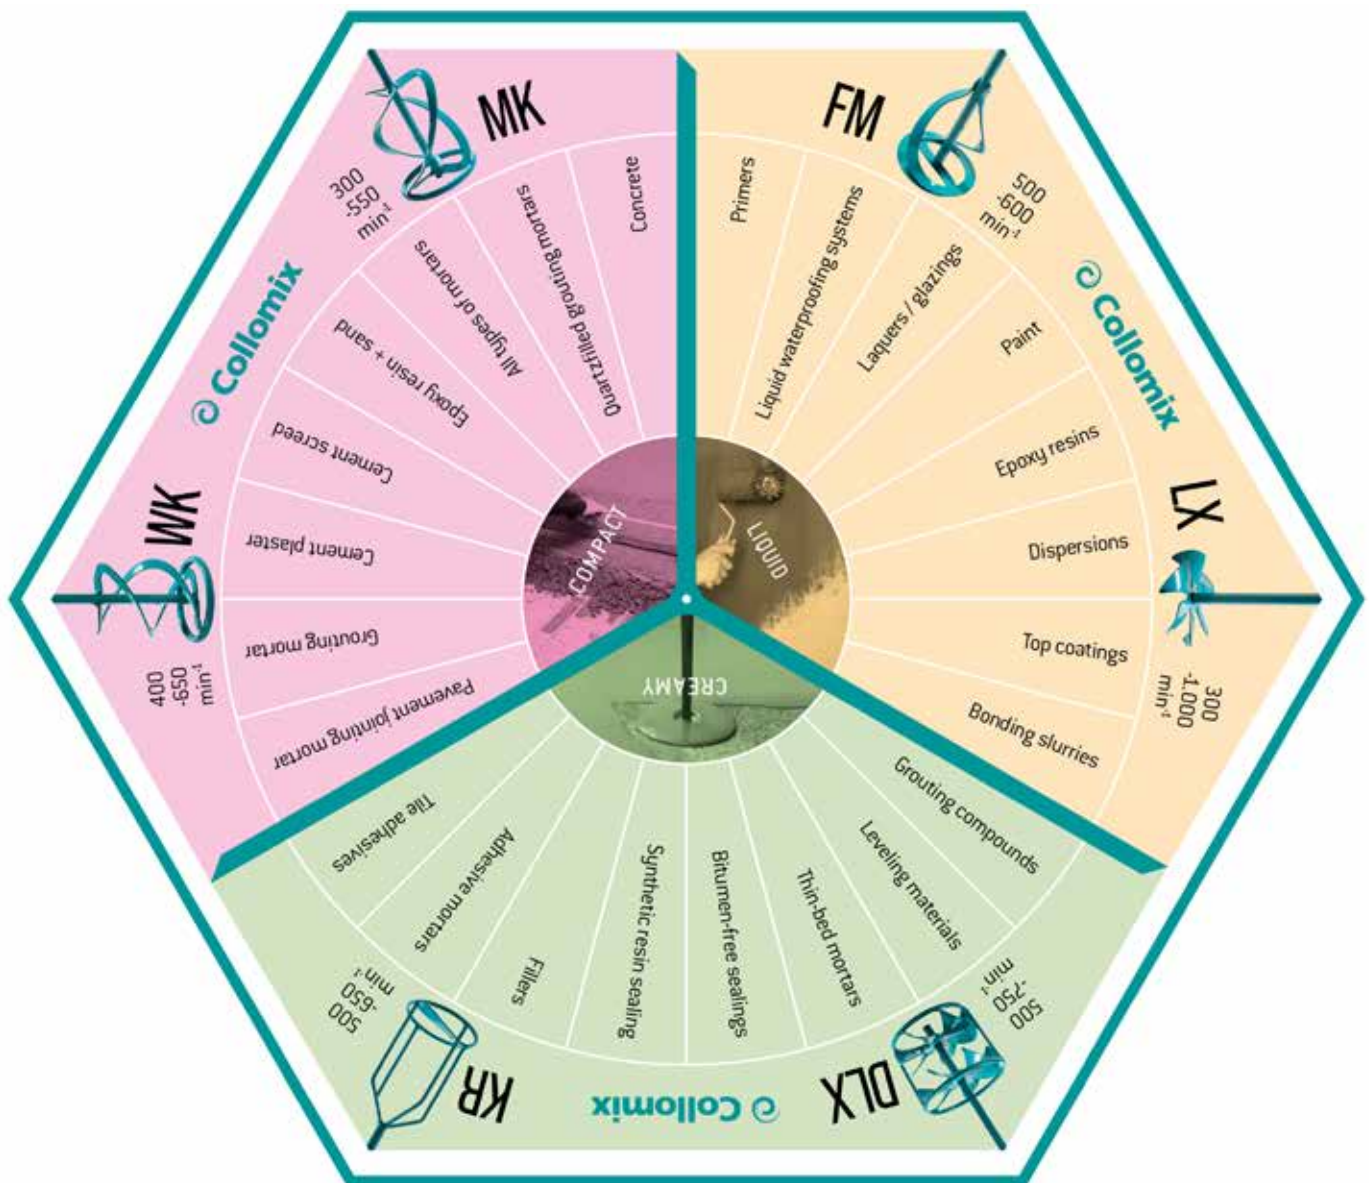 MK
300
-550
min⁻¹
Concrete
Quartzfilled grouting mortars
All types of mortars
Epoxy resin + sand
Cement screed
Cement plaster
Grouting mortar
Pavement jointing mortar
Collomix
WK
400
-650
min⁻¹
COMPACT
FM
500
-600
min⁻¹
Primers
Liquid waterproofing systems
Laquers / glazings
Paint
Epoxy resins
Dispersions
Top coatings
Bonding slurries
Collomix
LX
300
-1.000
min⁻¹
LIQUID
CREAMY
Grouting compounds
Leveling materials
Thin-bed mortars
Bitumen-free sealings
Synthetic resin sealing
Fillers
Adhesive mortars
Tile adhesives
DLX
500
-750
min⁻¹
Collomix
KR
500
-650
min⁻¹